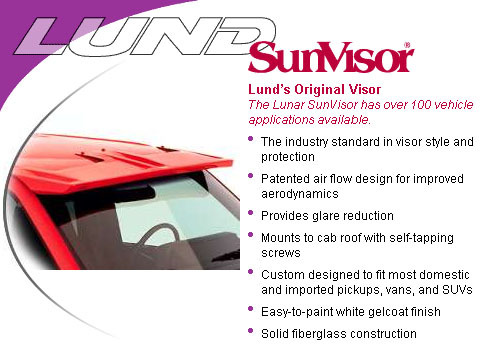 LUND
SunVisor®
Lund's Original Visor
The Lunar SunVisor has over 100 vehicle
applications available.
• The industry standard in visor style and
protection
• Patented air flow design for improved
aerodynamics
• Provides glare reduction
• Mounts to cab roof with self-tapping
screws
• Custom designed to fit most domestic
and imported pickups, vans, and SUVs
• Easy-to-paint white gelcoat finish
• Solid fiberglass construction